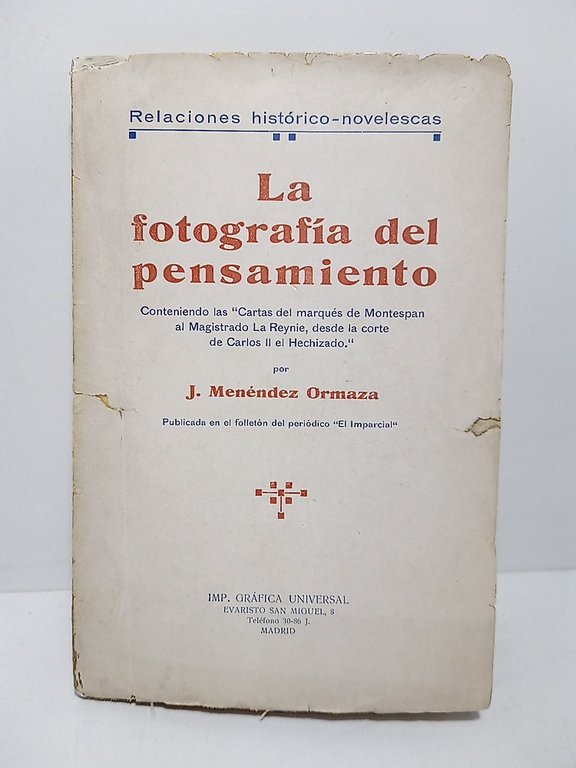 Relaciones histórico-novelescas
La
fotografía del
pensamiento
Conteniendo las "Cartas del marqués de Montespan
al Magistrado La Reynie, desde la corte
de Carlos II el Hechizado."
por
J. Menéndez Ormaza
Publicada en el folletón del periódico "El Imparcial"
IMP. GRÁFICA UNIVERSAL
EVARISTO SAN MIGUEL, 8
Teléfono 30-86 J.
MADRID